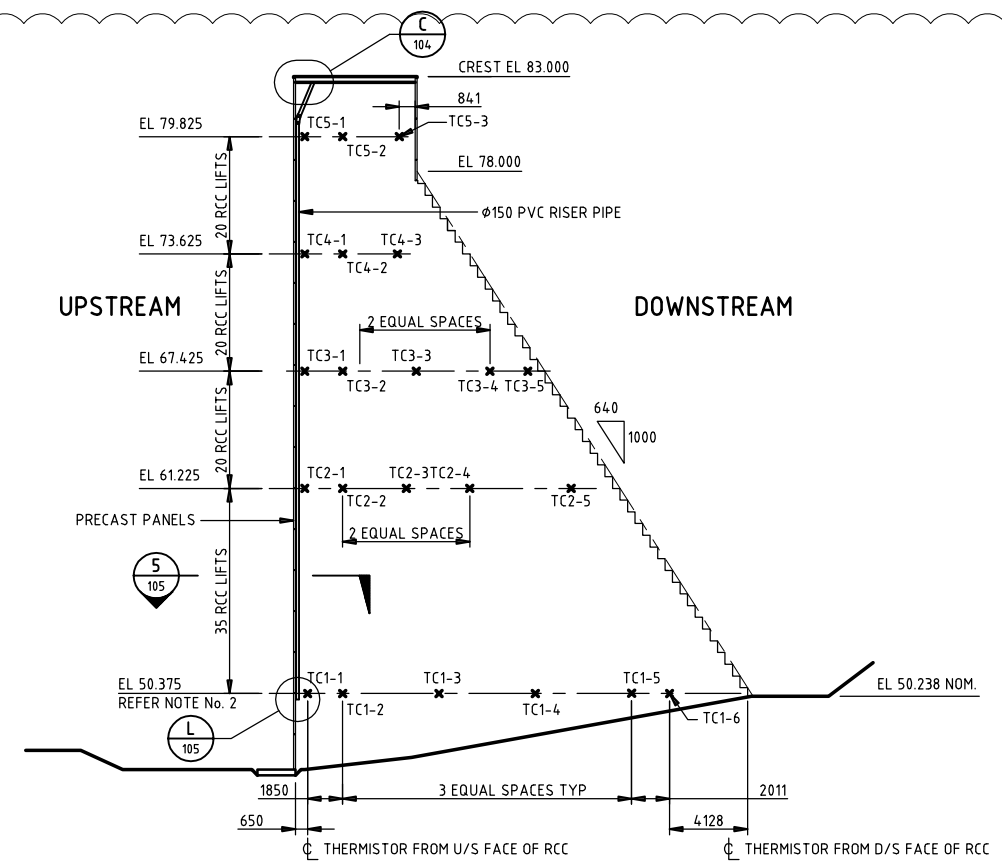 C
104
CREST EL 83.000
841
EL 79.825
TC5-1
TC5-3
TC5-2
EL 78.000
20 RCC LIFTS
Ø150 PVC RISER PIPE
EL 73.625
TC4-1
TC4-3
TC4-2
UPSTREAM
DOWNSTREAM
20 RCC LIFTS
2 EQUAL SPACES
EL 67.425
TC3-1
TC3-3
TC3-2
TC3-4
TC3-5
640
1000
20 RCC LIFTS
EL 61.225
TC2-1
TC2-3
TC2-4
TC2-2
TC2-5
PRECAST PANELS
2 EQUAL SPACES
5
105
35 RCC LIFTS
EL 50.375
REFER NOTE No. 2
TC1-1
TC1-3
TC1-5
EL 50.238 NOM.
TC1-2
TC1-4
TC1-6
L
105
1850
3 EQUAL SPACES TYP
2011
650
4128
℄ THERMISTOR FROM U/S FACE OF RCC
℄ THERMISTOR FROM D/S FACE OF RCC